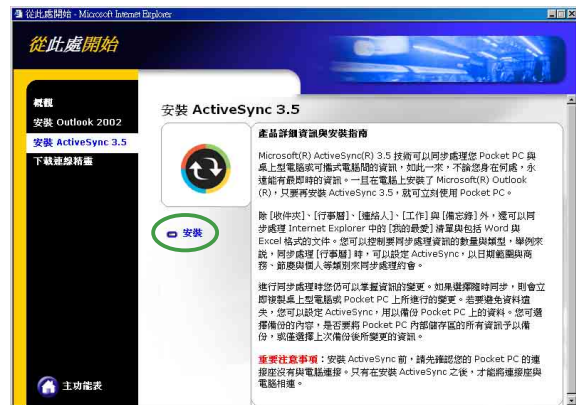 從此處開始 - Microsoft Internet Explorer
從此處開始
概觀
安裝 Outlook 2002
安裝 ActiveSync 3.5
下載連線精靈
主功能表
安裝 ActiveSync 3.5
安裝
產品詳細資訊與安裝指南
Microsoft(R) ActiveSync(R) 3.5 技術可以同步處理您 Pocket PC 與
桌上型電腦或可攜式電腦間的資訊，如此一來，不論您身在何處，永
遠能有最即時的資訊。一旦在電腦上安裝了 Microsoft(R) Outlook
(R)，只要再安裝 ActiveSync 3.5，就可立刻使用 Pocket PC。
除 [收件夾]、[行事曆]、[連絡人]、[工作] 與 [備忘錄] 外，還可以同
步處理 Internet Explorer 中的 [我的最愛] 清單與包括 Word 與
Excel 格式的文件。您可以控制要同步處理資訊的數量與類型，舉例來
說，同步處理 [行事曆] 時，可以設定 ActiveSync，以日期範圍與商
務、節慶與個人等類別來同步處理約會。
進行同步處理時您仍可以掌握資訊的變更。如果選擇隨時同步，則會立
即複製桌上型電腦或 Pocket PC 上所進行的變更。若要避免資料遺
失，您可以設定 ActiveSync，用以備份 Pocket PC 上的資料。您可選
擇備份的內容，是否要將 Pocket PC 內部儲存區的所有資訊予以備
份，或僅選擇上次備份後所變更的資訊。
重要注意事項：安裝 ActiveSync 前，請先確認您的 Pocket PC 的連
接座沒有與電腦連接。只有在安裝 ActiveSync 之後，才能將連接座與
電腦相連。